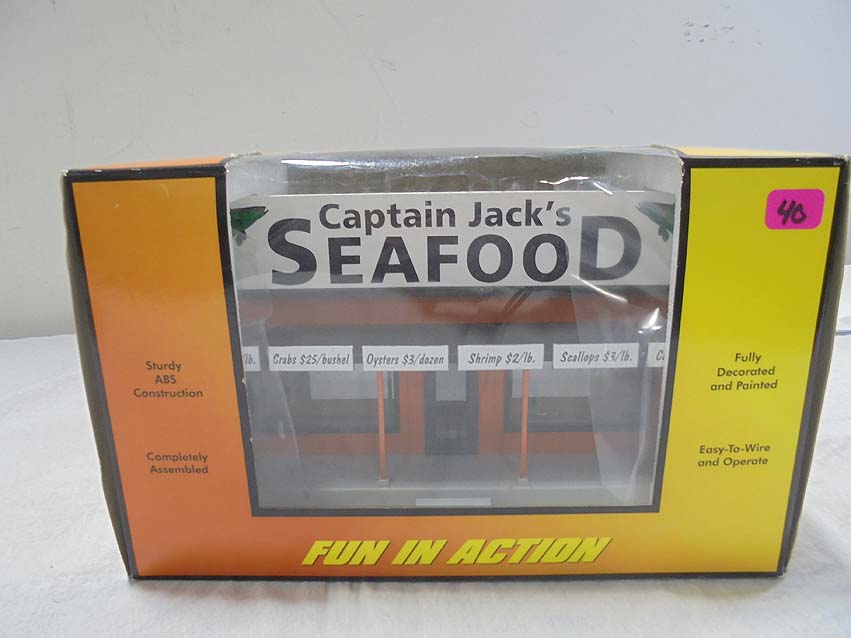 Captain Jack's
SEAFOOD
40
/lb.
Crabs $25/bushel
Oysters $3/dozen
Shrimp $2/lb.
Scallops $3/lb.
C
Sturdy
ABS
Construction
Completely
Assembled
Fully
Decorated
and Painted
Easy-To-Wire
and Operate
FUN IN ACTION